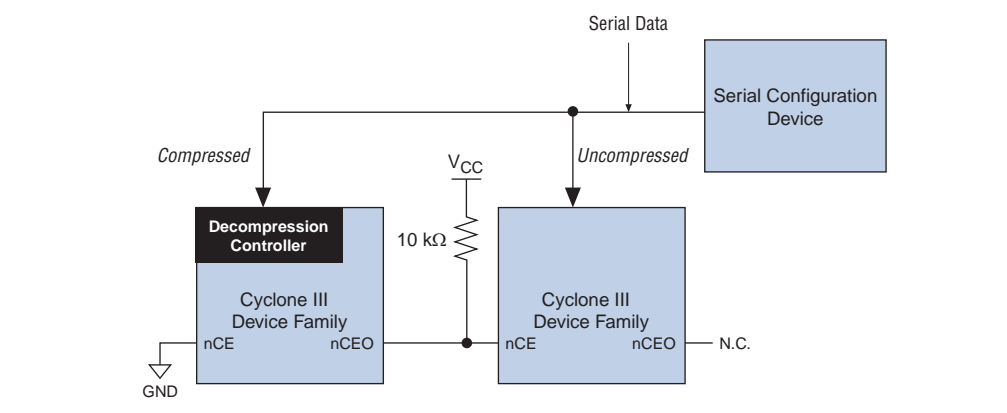 Serial Data
Serial Configuration
Device
Compressed
Uncompressed
VCC
Decompression
Controller
10 kΩ
Cyclone III
Device Family
nCE
nCEO
Cyclone III
Device Family
nCE
nCEO
N.C.
GND